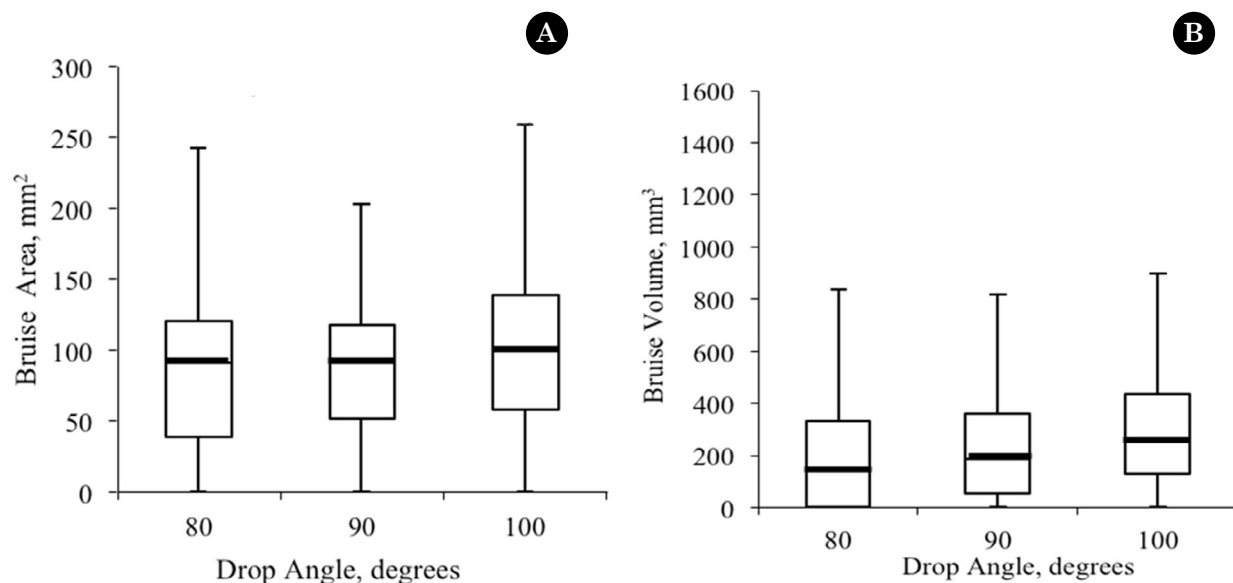 A
300
250
200
150
100
50
0
Bruise Area, mm²
80 90 100
Drop Angle, degrees
B
1600
1400
1200
1000
800
600
400
200
0
Bruise Volume, mm³
80 90 100
Drop Angle, degrees